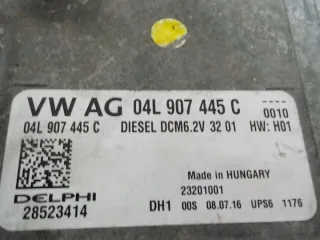 VW AG 04L 907 445 C
---- 0010
04L 907 445 C DIESEL DCM6.2V 32 01 HW: H01
Made in HUNGARY
23201001
DELPHI
28523414
DH1 00S 08.07.16 UPS6 1176